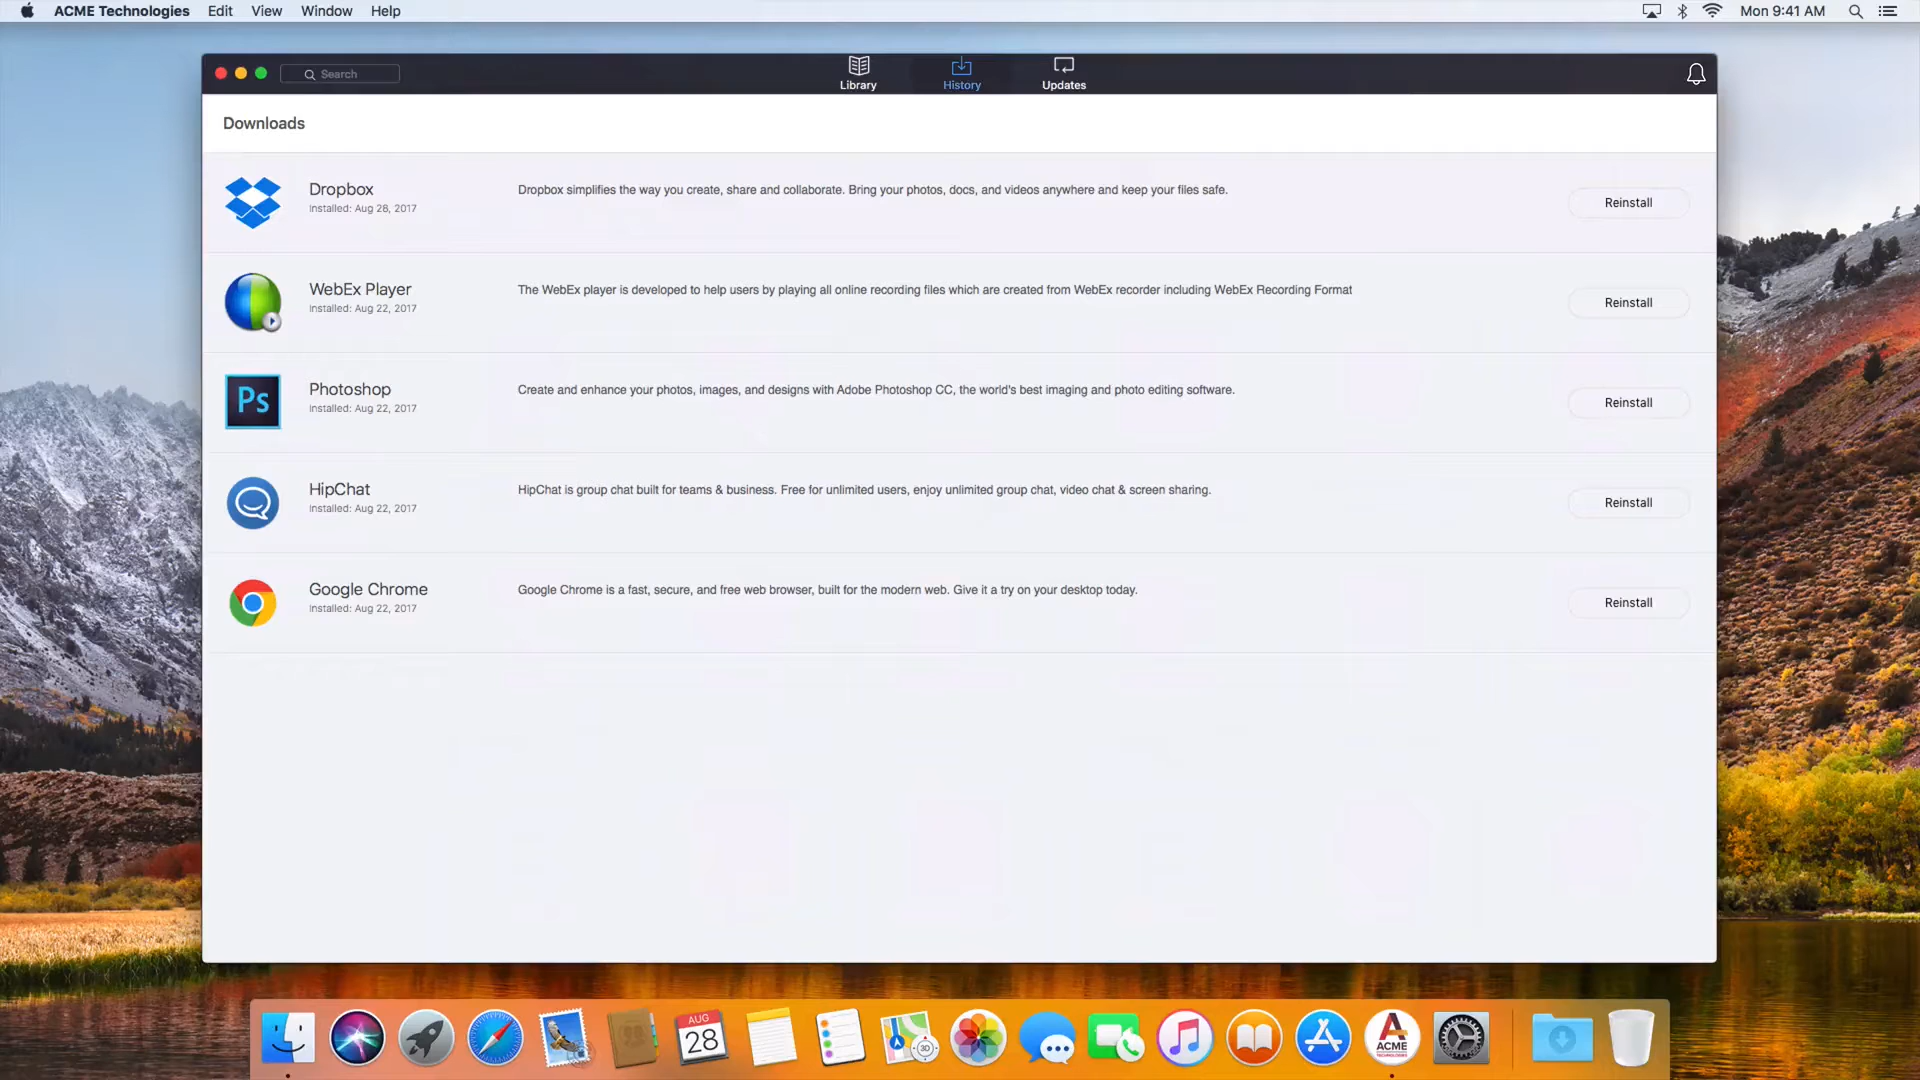 ACME Technologies Edit View Window Help Mon 9:41 AM
Search
Library History Updates
Downloads
Dropbox
Installed: Aug 28, 2017
Dropbox simplifies the way you create, share and collaborate. Bring your photos, docs, and videos anywhere and keep your files safe.
Reinstall
WebEx Player
Installed: Aug 22, 2017
The WebEx player is developed to help users by playing all online recording files which are created from WebEx recorder including WebEx Recording Format
Reinstall
Ps
Photoshop
Installed: Aug 22, 2017
Create and enhance your photos, images, and designs with Adobe Photoshop CC, the world's best imaging and photo editing software.
Reinstall
HipChat
Installed: Aug 22, 2017
HipChat is group chat built for teams & business. Free for unlimited users, enjoy unlimited group chat, video chat & screen sharing.
Reinstall
Google Chrome
Installed: Aug 22, 2017
Google Chrome is a fast, secure, and free web browser, built for the modern web. Give it a try on your desktop today.
Reinstall
AUG
28
3D
ACME
TECHNOLOGIES